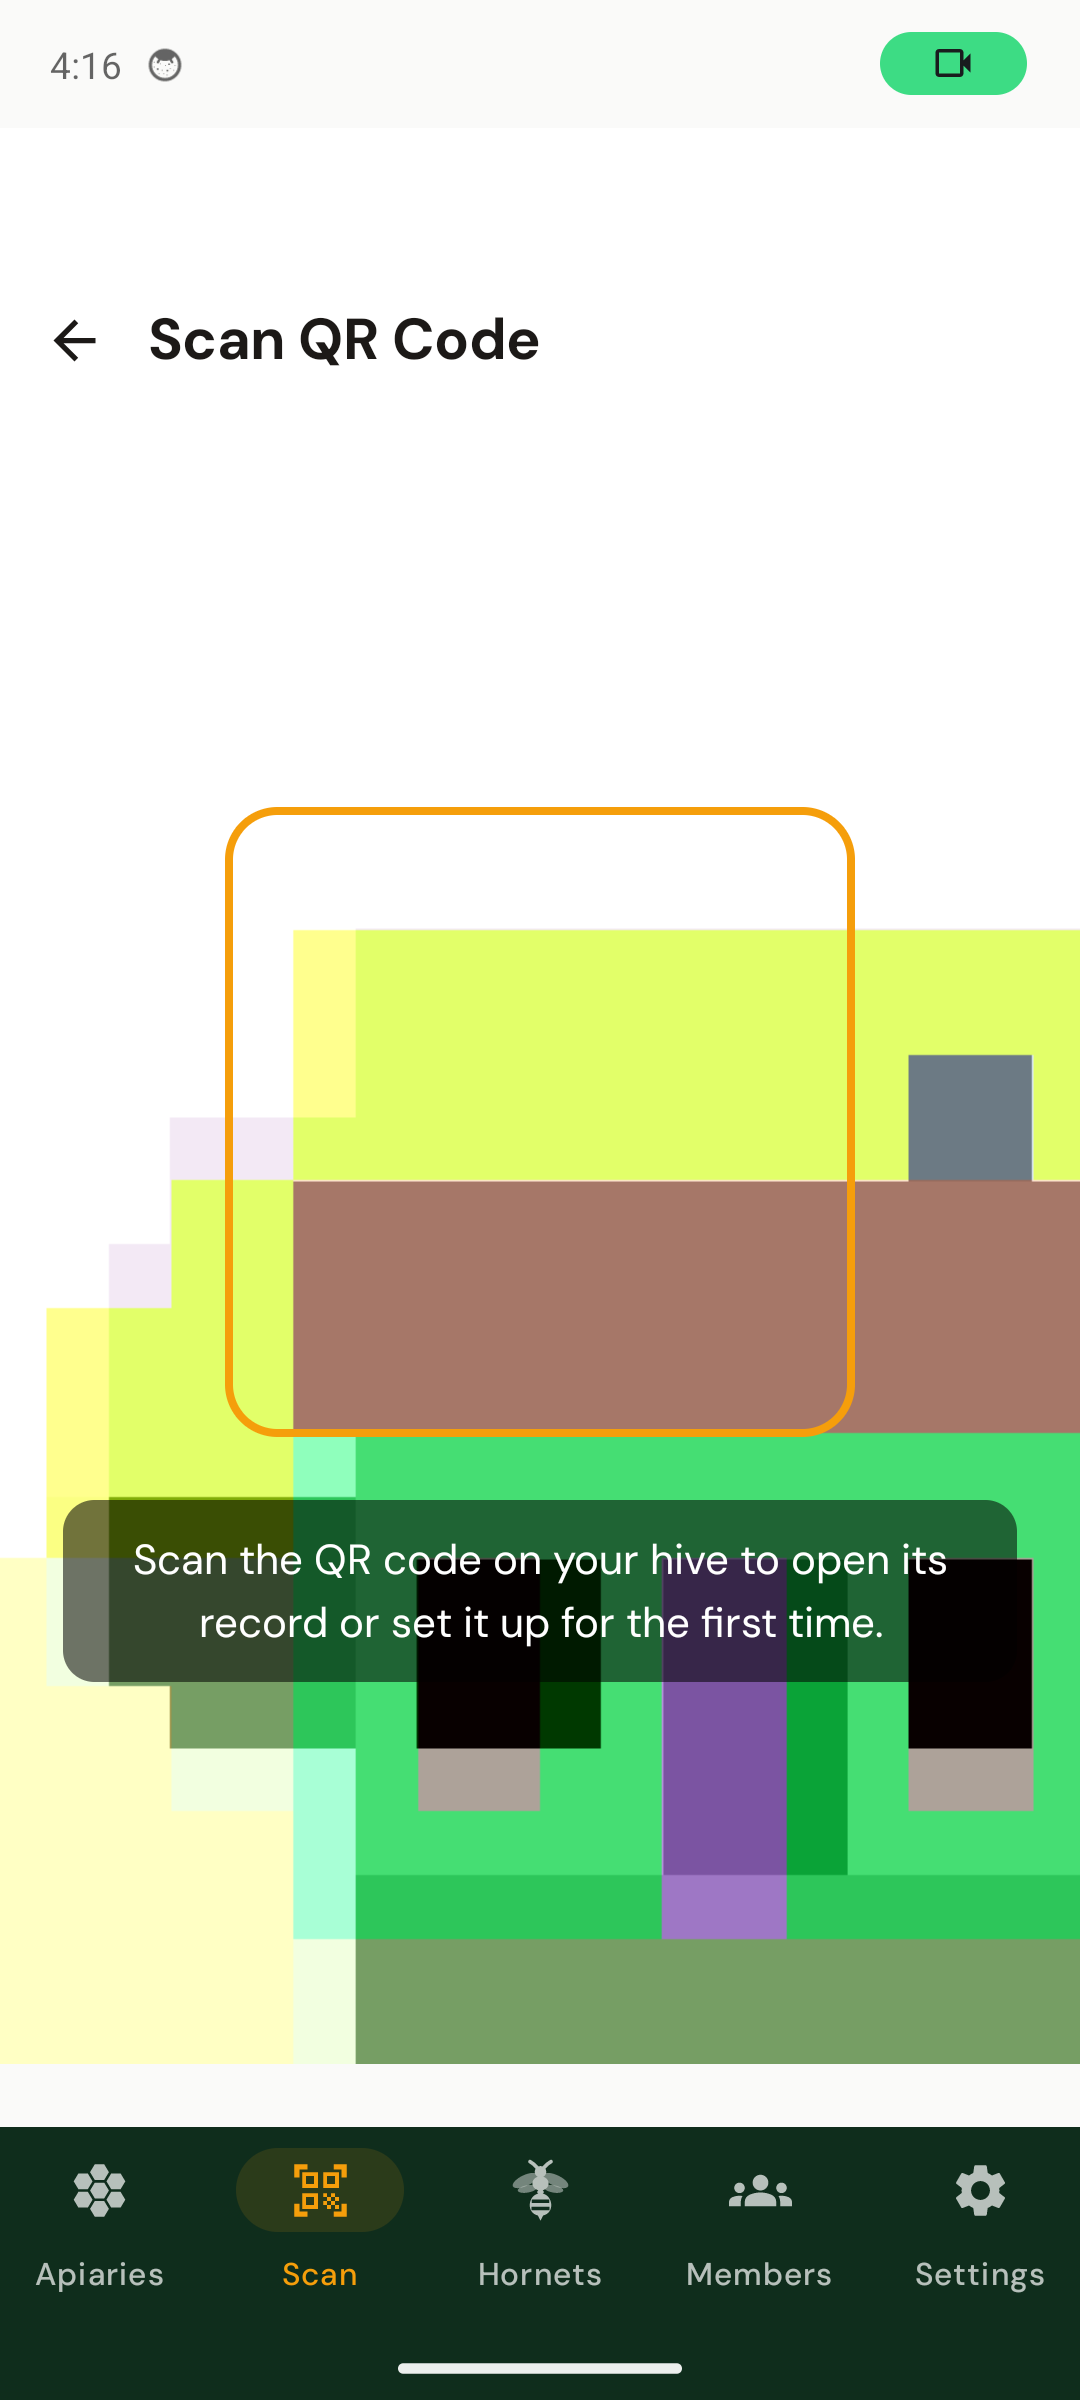 4:16
Scan QR Code
Scan the QR code on your hive to open its
record or set it up for the first time.
Apiaries
Scan
Hornets
Members
Settings